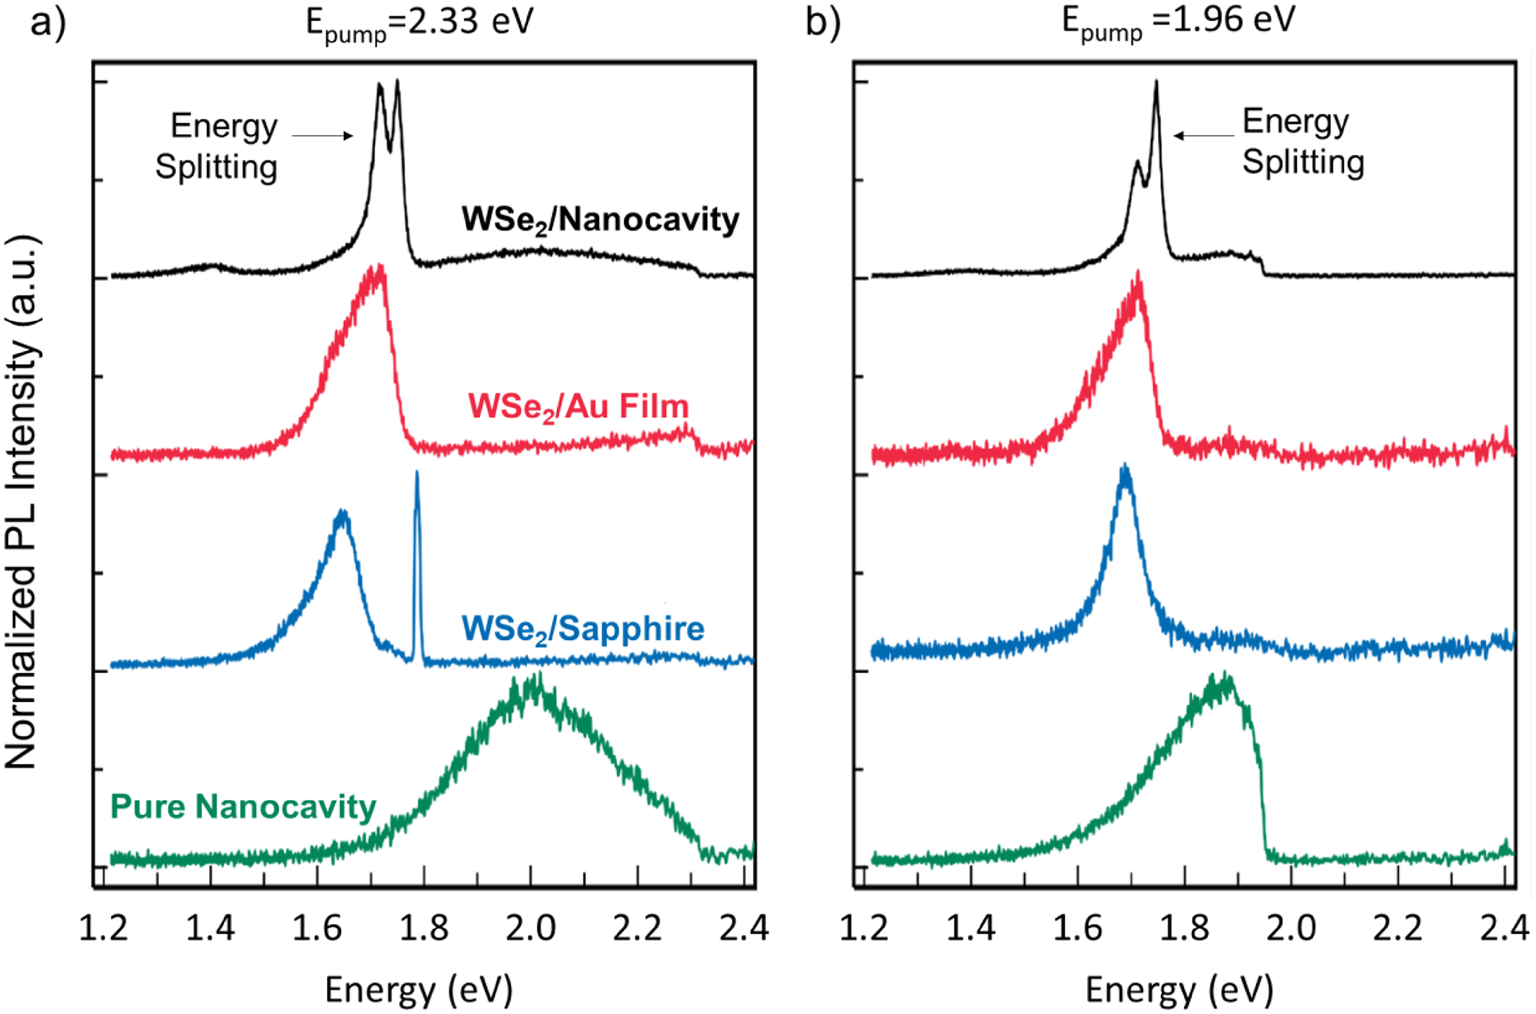 a)
E_pump=2.33 eV
Energy
Splitting
WSe₂/Nanocavity
WSe₂/Au Film
WSe₂/Sapphire
Pure Nanocavity
Normalized PL Intensity (a.u.)
1.2 1.4 1.6 1.8 2.0 2.2 2.4
Energy (eV)
b)
E_pump =1.96 eV
Energy
Splitting
1.2 1.4 1.6 1.8 2.0 2.2 2.4
Energy (eV)